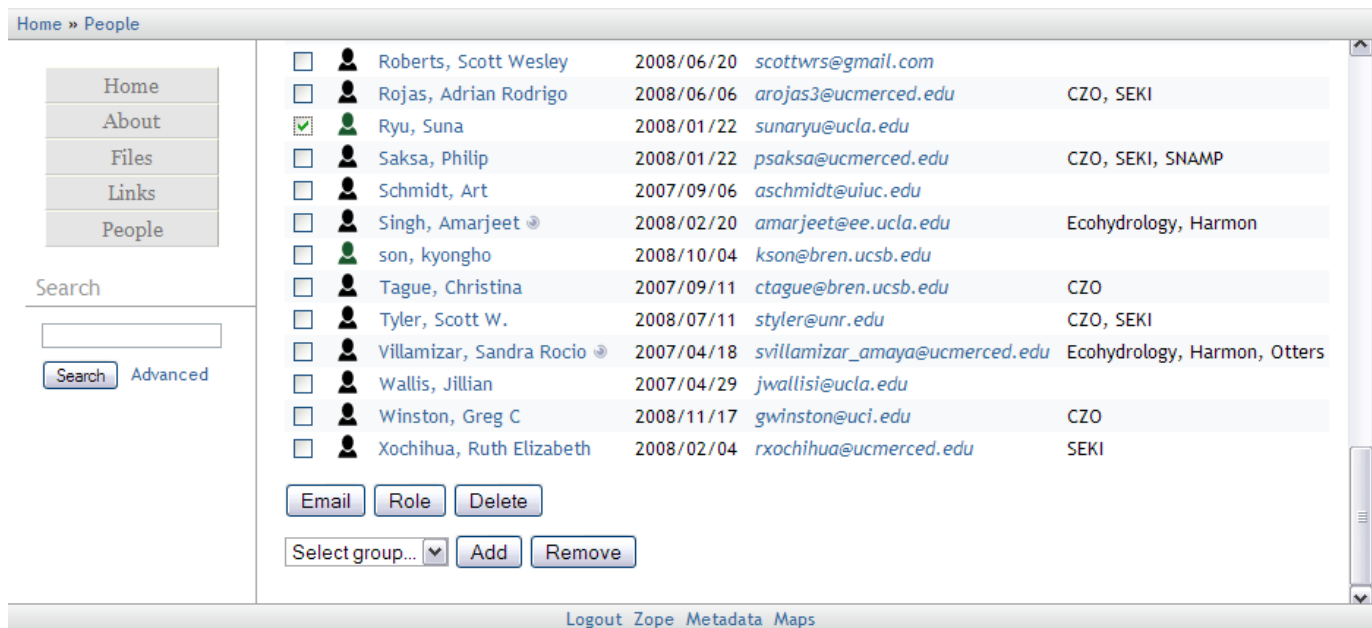 Home » People
Home
About
Files
Links
People
Search
Search Advanced
Roberts, Scott Wesley 2008/06/20 scottwrs@gmail.com
Rojas, Adrian Rodrigo 2008/06/06 arojas3@ucmerced.edu CZO, SEKI
Ryu, Suna 2008/01/22 sunaryu@ucla.edu
Saksa, Philip 2008/01/22 psaksa@ucmerced.edu CZO, SEKI, SNAMP
Schmidt, Art 2007/09/06 aschmidt@uiuc.edu
Singh, Amarjeet 2008/02/20 amarjeet@ee.ucla.edu Ecohydrology, Harmon
son, kyongho 2008/10/04 kson@bren.ucsb.edu
Tague, Christina 2007/09/11 ctague@bren.ucsb.edu CZO
Tyler, Scott W. 2008/07/11 styler@unr.edu CZO, SEKI
Villamizar, Sandra Rocio 2007/04/18 svillamizar_amaya@ucmerced.edu Ecohydrology, Harmon, Otters
Wallis, Jillian 2007/04/29 jwallisi@ucla.edu
Winston, Greg C 2008/11/17 gwinston@uci.edu CZO
Xochihua, Ruth Elizabeth 2008/02/04 rxochihua@ucmerced.edu SEKI
Email Role Delete
Select group... Add Remove
Logout Zope Metadata Maps